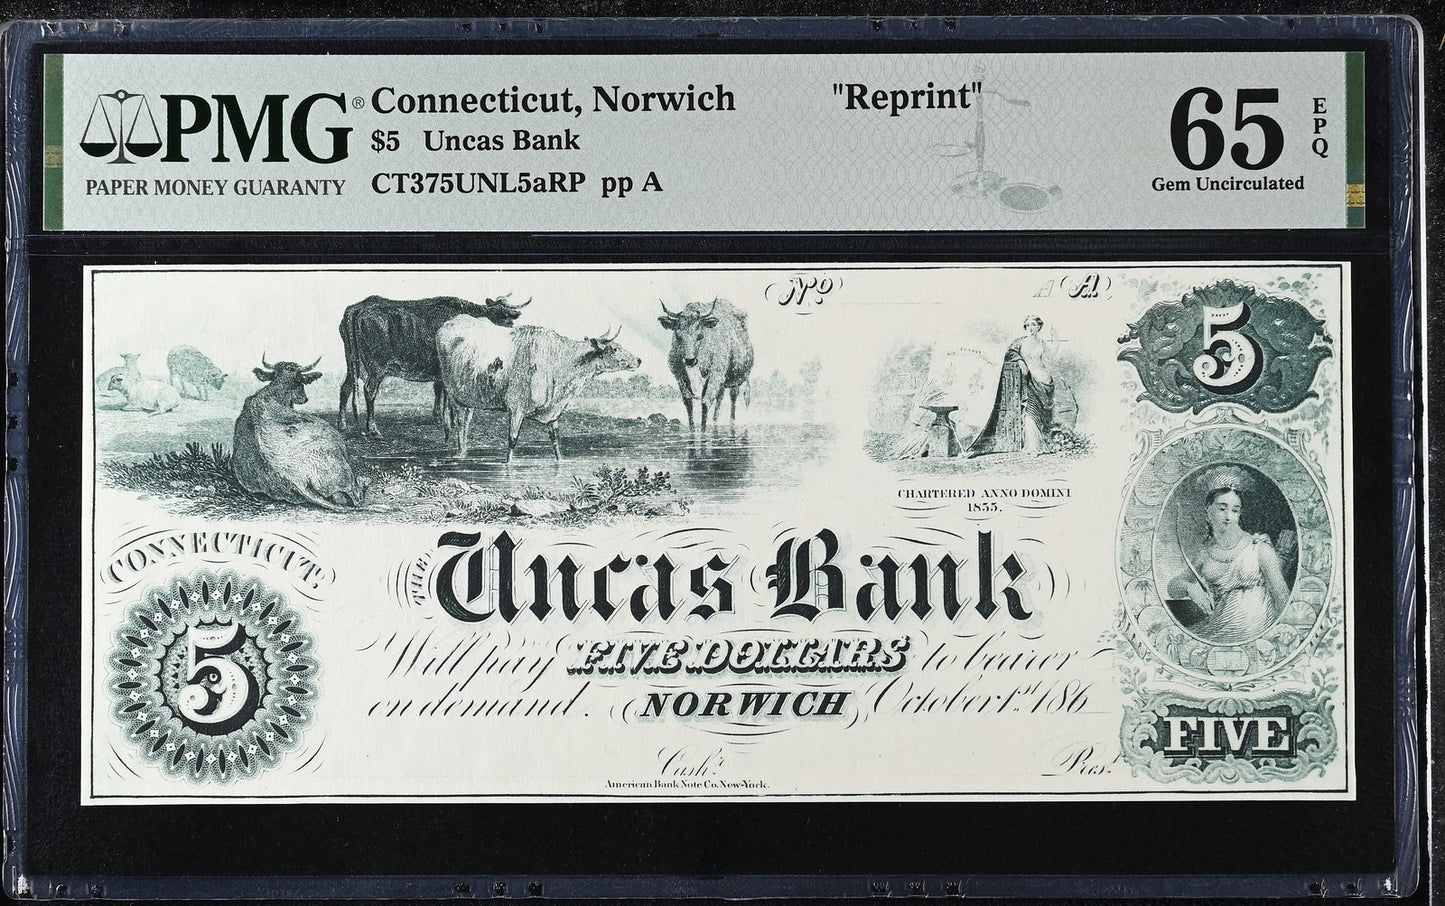 PMG® Connecticut, Norwich "Reprint" 65 EPQ
$5 Uncas Bank
PAPER MONEY GUARANTY CT375UNL5aRP pp A Gem Uncirculated
No A A
5
CHARTERED ANNO DOMINI
1855.
CONNECTICUT,
THE Uncas Bank
5
Will pay FIVE DOLLARS to bearer
on demand. NORWICH October 1st. 186
FIVE
Cashr. Prest.
American Bank Note Co. New-York.